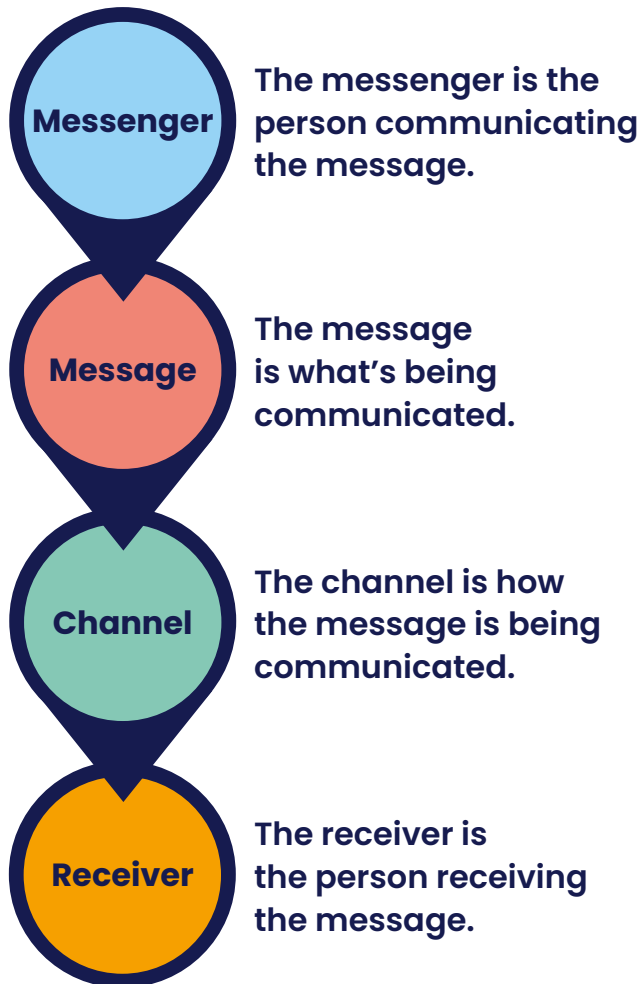 Messenger
The messenger is the
person communicating
the message.
Message
The message
is what’s being
communicated.
Channel
The channel is how
the message is being
communicated.
Receiver
The receiver is
the person receiving
the message.